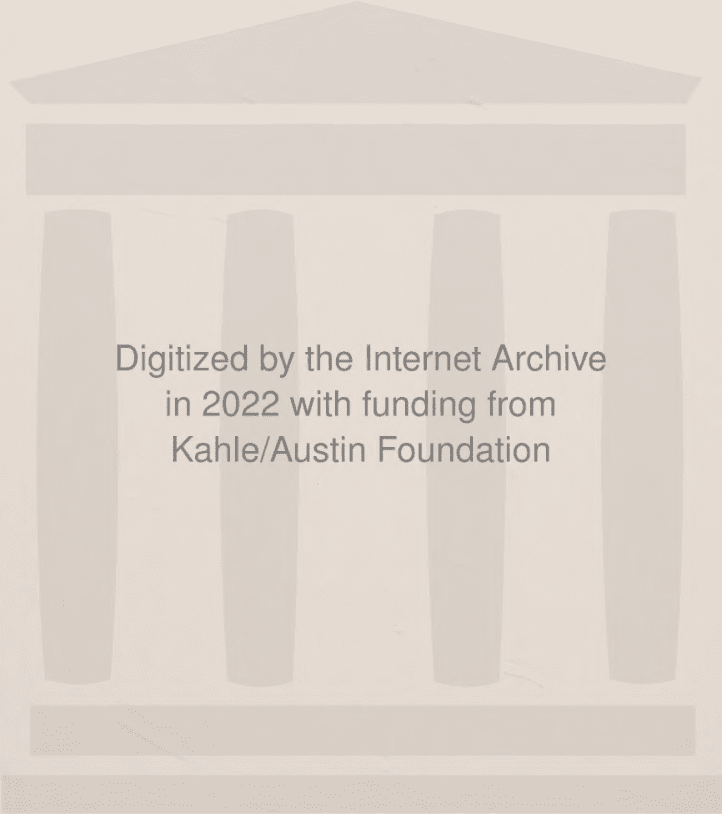 Digitized by the Internet Archive
in 2022 with funding from
Kahle/Austin Foundation